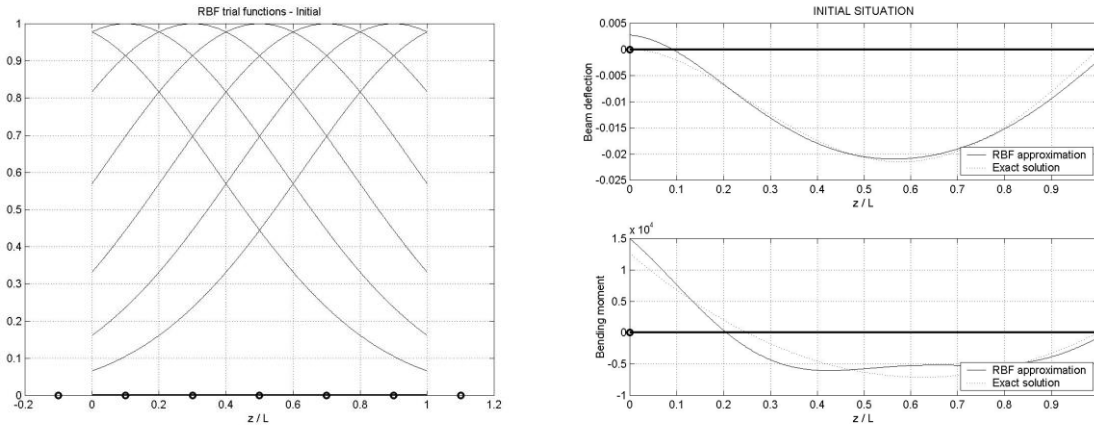 RBF trial functions - Initial
1
0.9
0.8
0.7
0.6
0.5
0.4
0.3
0.2
0.1
0
-0.2 0 0.2 0.4 0.6 0.8 1 1.2
z / L
INITIAL SITUATION
Beam deflection
0.005
0
-0.005
-0.01
-0.015
-0.02
-0.025
RBF approximation
Exact solution
0 0.1 0.2 0.3 0.4 0.5 0.6 0.7 0.8 0.9
z / L
x 10^4
Bending moment
1.5
1
0.5
0
-0.5
-1
RBF approximation
Exact solution
0 0.1 0.2 0.3 0.4 0.5 0.6 0.7 0.8 0.9
z / L